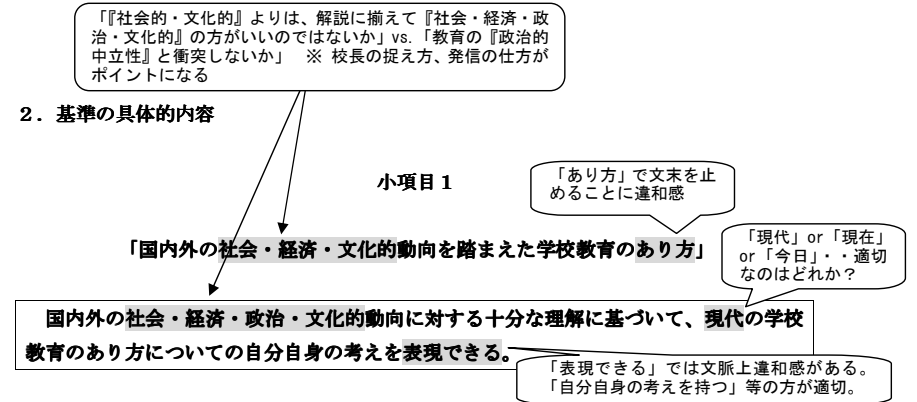 「『社会的・文化的』よりは、解説に揃えて『社会・経済・政
治・文化的』の方がいいのではないか」vs.「教育の『政治的
中立性』と衝突しないか」　※ 校長の捉え方、発信の仕方が
ポイントになる
２．基準の具体的内容
小項目１
「あり方」で文末を止
めることに違和感
「国内外の社会・経済・文化的動向を踏まえた学校教育のあり方」
「現代」or「現在」
or「今日」・・適切
なのはどれか？
国内外の社会・経済・政治・文化的動向に対する十分な理解に基づいて、現代の学校
教育のあり方についての自分自身の考えを表現できる。
「表現できる」では文脈上違和感がある。
「自分自身の考えを持つ」等の方が適切。